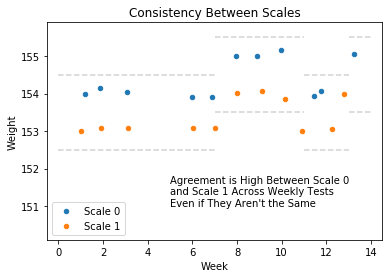 Consistency Between Scales
Weight
155
154
153
152
151
Agreement is High Between Scale 0
and Scale 1 Across Weekly Tests
Even if They Aren't the Same
Scale 0
Scale 1
0 2 4 6 8 10 12 14
Week